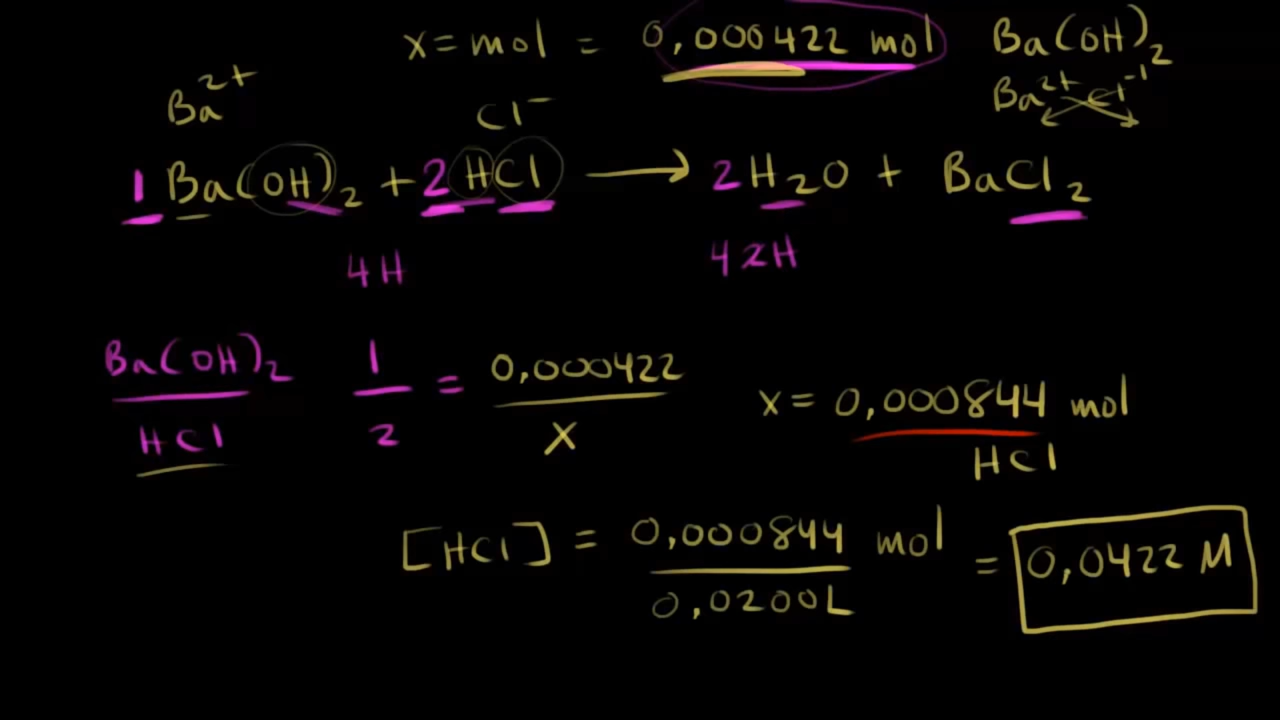 x = mol = 0,000422 mol Ba(OH)₂
Ba²⁺ Cl⁻ Ba²⁺ Cl⁻¹
1 Ba(OH)₂ + 2 HCl → 2 H₂O + BaCl₂
4H 4 2H
Ba(OH)₂ / HCl 1 / 2 = 0,000422 / X
x = 0,000844 mol
HCl
[HCl] = 0,000844 mol / 0,0200L = 0,0422 M